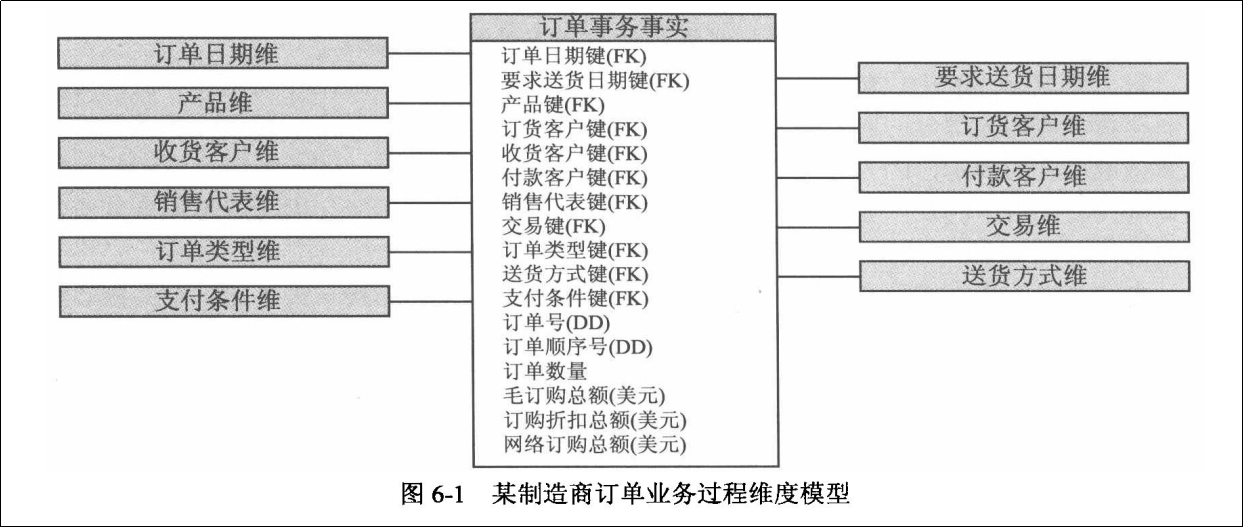 订单事务事实
订单日期键(FK)
要求送货日期键(FK)
产品键(FK)
订货客户键(FK)
收货客户键(FK)
付款客户键(FK)
销售代表键(FK)
交易键(FK)
订单类型键(FK)
送货方式键(FK)
支付条件键(FK)
订单号(DD)
订单顺序号(DD)
订单数量
毛订购总额(美元)
订购折扣总额(美元)
网络订购总额(美元)
订单日期维
产品维
收货客户维
销售代表维
订单类型维
支付条件维
要求送货日期维
订货客户维
付款客户维
交易维
送货方式维
图 6-1 某制造商订单业务过程维度模型